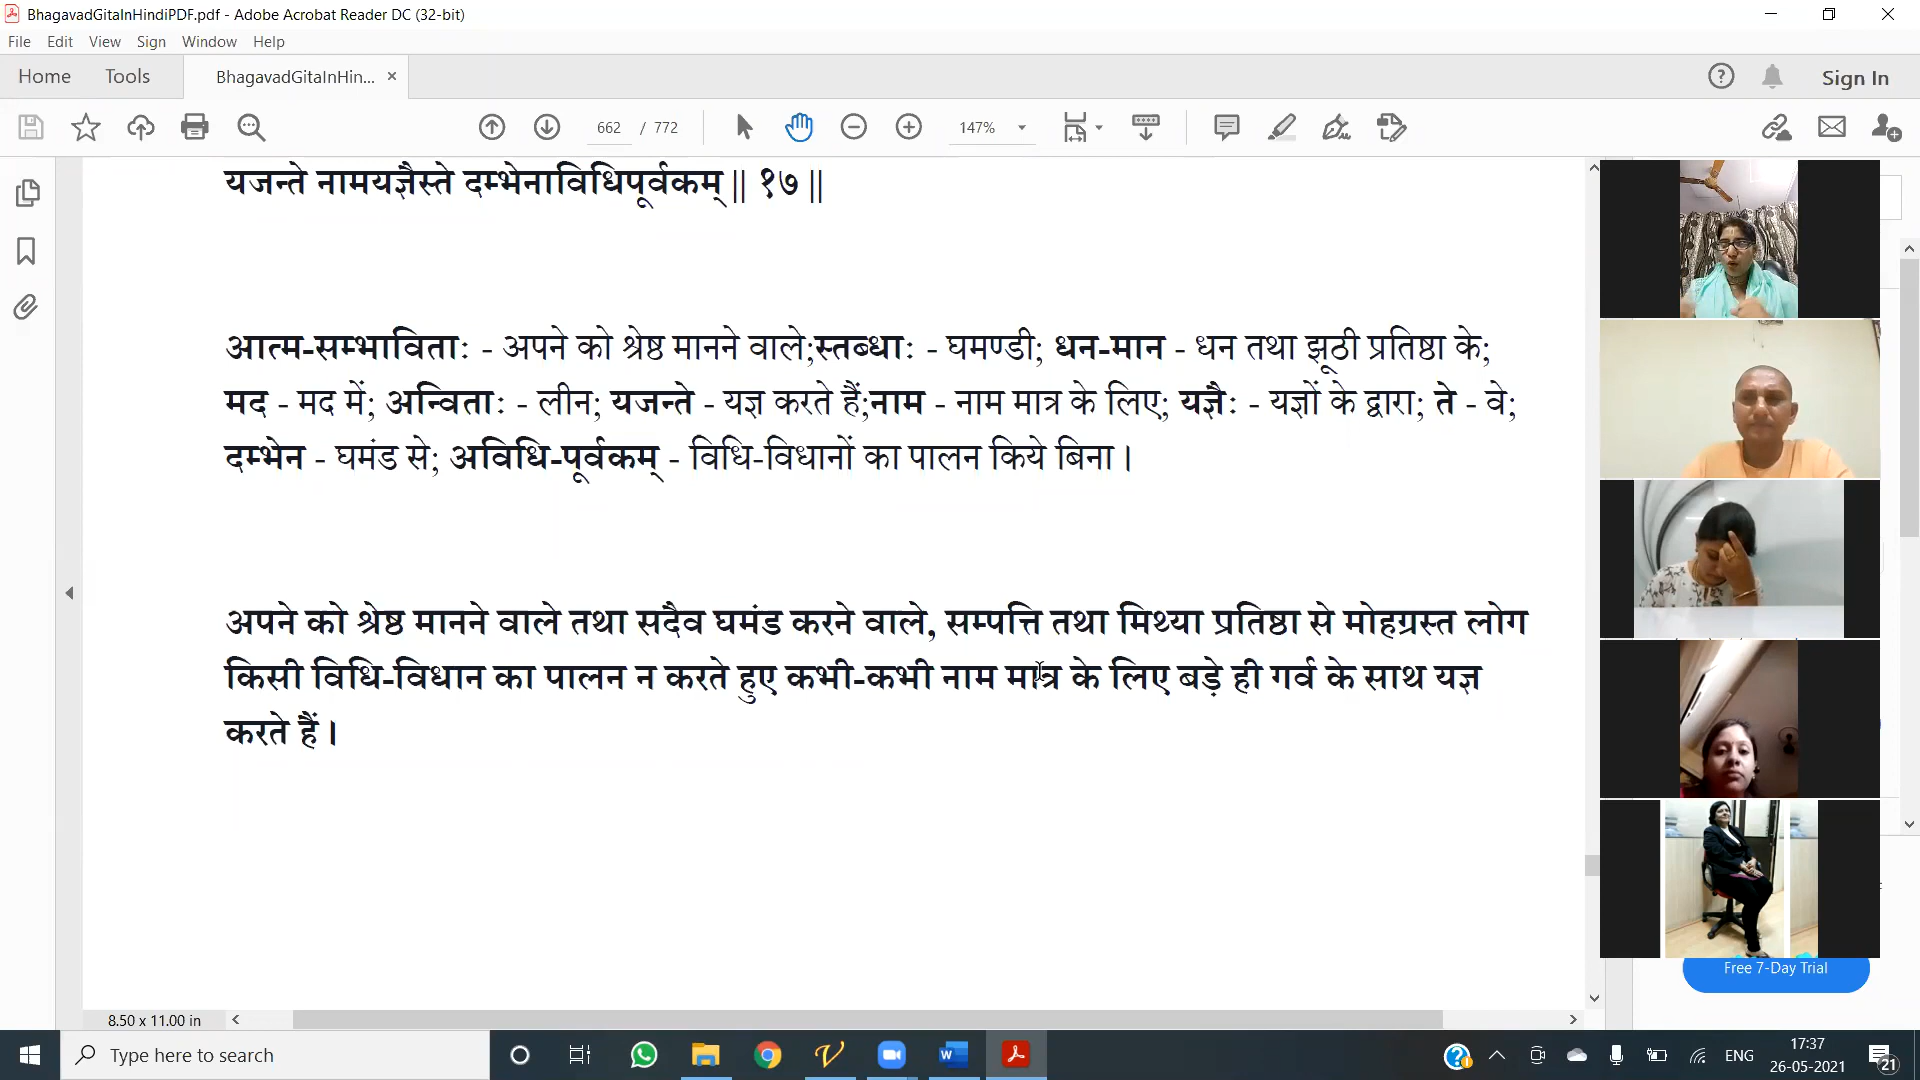 BhagavadGitaInHindiPDF.pdf - Adobe Acrobat Reader DC (32-bit)
File Edit View Sign Window Help
Home Tools BhagavadGitaInHin... × Sign In
662 / 772 147%
यजन्ते नामयज्ञैस्ते दम्भेनाविधिपूर्वकम् || १७ ||
आत्म-सम्भाविताः - अपने को श्रेष्ठ मानने वाले;स्तब्धाः - घमण्डी; धन-मान - धन तथा झूठी प्रतिष्ठा के;
मद - मद में; अन्विताः - लीन; यजन्ते - यज्ञ करते हैं;नाम - नाम मात्र के लिए; यज्ञैः - यज्ञों के द्वारा; ते - वे;
दम्भेन - घमंड से; अविधि-पूर्वकम् - विधि-विधानों का पालन किये बिना।
अपने को श्रेष्ठ मानने वाले तथा सदैव घमंड करने वाले, सम्पत्ति तथा मिथ्या प्रतिष्ठा से मोहग्रस्त लोग
किसी विधि-विधान का पालन न करते हुए कभी-कभी नाम मात्र के लिए बड़े ही गर्व के साथ यज्ञ
करते हैं।
Free 7-Day Trial
8.50 x 11.00 in
Type here to search
ENG
17:37
26-05-2021
21